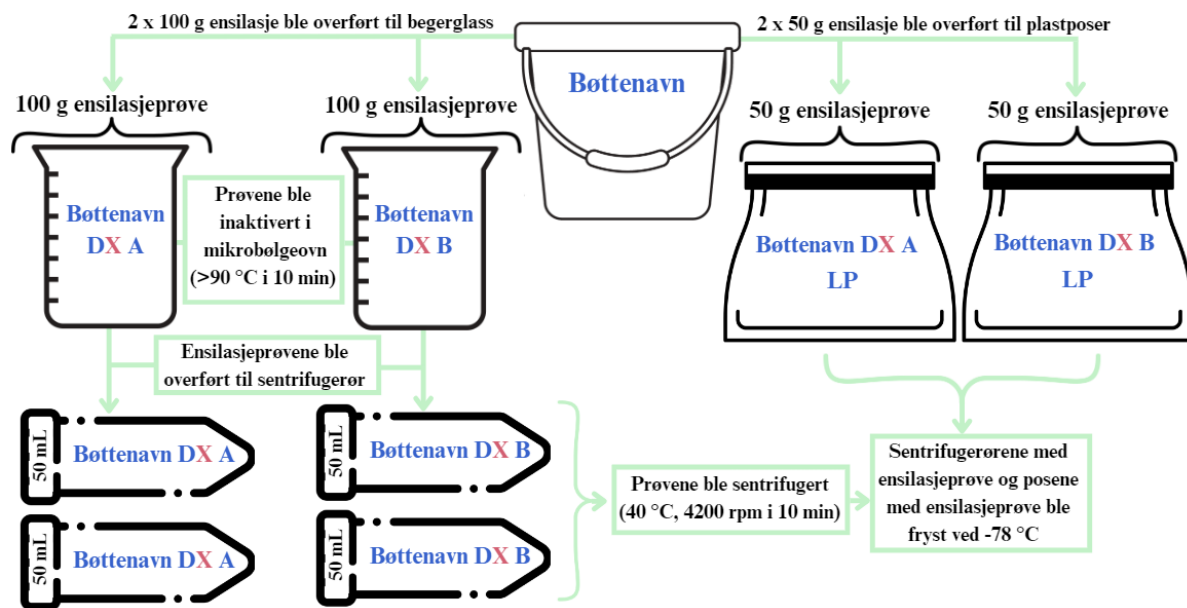 2 x 100 g ensilasje ble overført til begerglass
2 x 50 g ensilasje ble overført til plastposer
Bøttenavn
100 g ensilasjeprøve
100 g ensilasjeprøve
50 g ensilasjeprøve
50 g ensilasjeprøve
Bøttenavn
DX A
Prøvene ble
inaktivert i
mikrobølgeovn
(>90 °C i 10 min)
Bøttenavn
DX B
Bøttenavn DX A
LP
Bøttenavn DX B
LP
Ensilasjeprøvene ble
overført til sentrifugerør
50 mL
Bøttenavn DX A
50 mL
Bøttenavn DX B
50 mL
Bøttenavn DX A
50 mL
Bøttenavn DX B
Prøvene ble sentrifugert
(40 °C, 4200 rpm i 10 min)
Sentrifugerørene med
ensilasjeprøve og posene
med ensilasjeprøve ble
fryst ved -78 °C